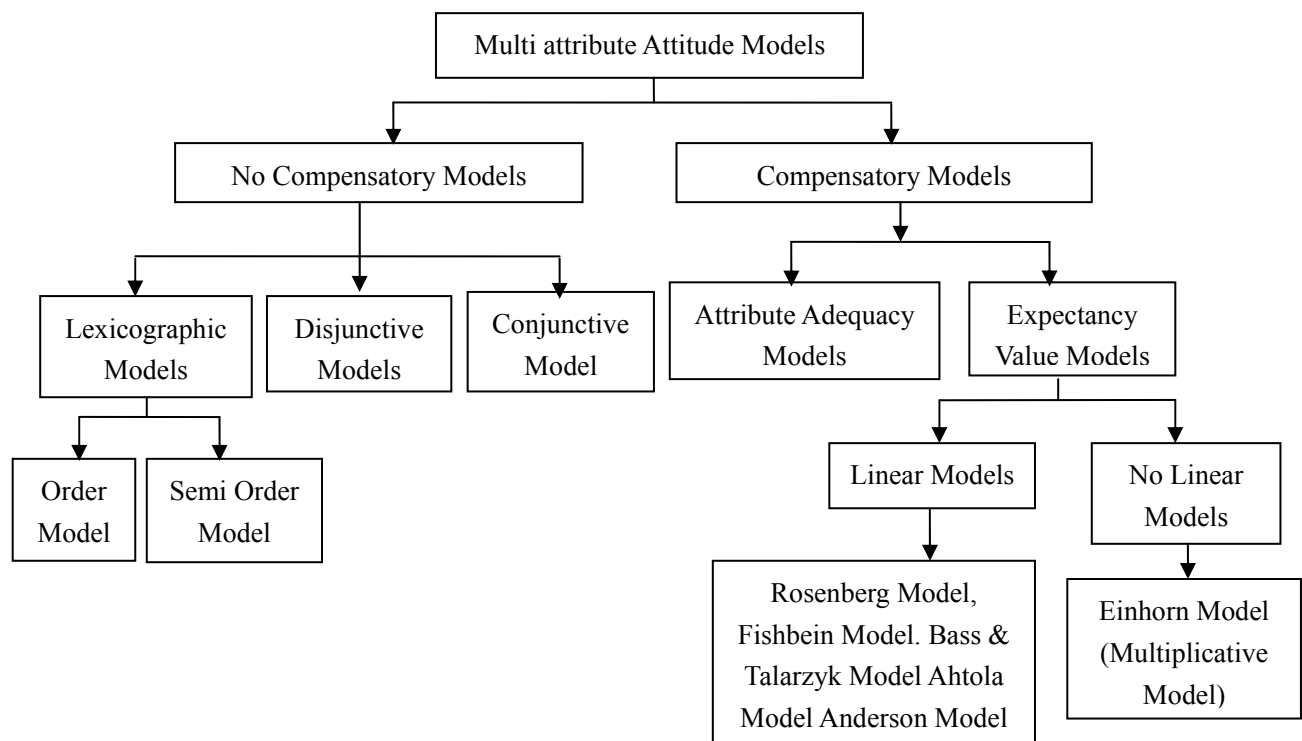 Multi attribute Attitude Models
No Compensatory Models
Compensatory Models
Lexicographic
Models
Disjunctive
Models
Conjunctive
Model
Attribute Adequacy
Models
Expectancy
Value Models
Order
Model
Semi Order
Model
Linear Models
No Linear
Models
Rosenberg Model,
Fishbein Model. Bass &
Talarzyk Model Ahtola
Model Anderson Model
Einhorn Model
(Multiplicative
Model)